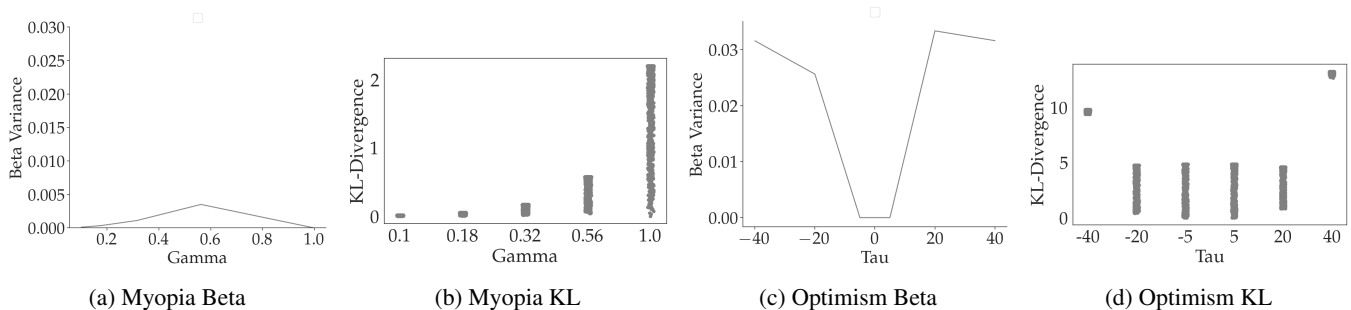 0.030
0.025
0.020
0.015
0.010
0.005
0.000
Beta Variance
0.2 0.4 0.6 0.8 1.0
Gamma
(a) Myopia Beta
2
1
0
KL-Divergence
0.1 0.18 0.32 0.56 1.0
Gamma
(b) Myopia KL
0.03
0.02
0.01
0.00
Beta Variance
−40 −20 0 20 40
Tau
(c) Optimism Beta
10
5
0
KL-Divergence
-40 -20 -5 5 20 40
Tau
(d) Optimism KL